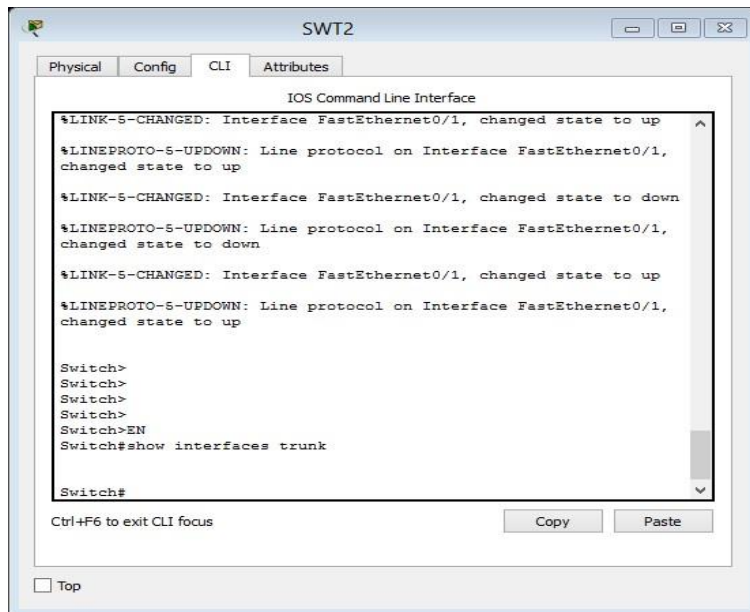 SWT2
Physical Config CLI Attributes
IOS Command Line Interface
%LINK-5-CHANGED: Interface FastEthernet0/1, changed state to up
%LINEPROTO-5-UPDOWN: Line protocol on Interface FastEthernet0/1,
changed state to up
%LINK-5-CHANGED: Interface FastEthernet0/1, changed state to down
%LINEPROTO-5-UPDOWN: Line protocol on Interface FastEthernet0/1,
changed state to down
%LINK-5-CHANGED: Interface FastEthernet0/1, changed state to up
%LINEPROTO-5-UPDOWN: Line protocol on Interface FastEthernet0/1,
changed state to up
Switch>
Switch>
Switch>
Switch>
Switch>EN
Switch#show interfaces trunk
Switch#
Ctrl+F6 to exit CLI focus Copy Paste
Top